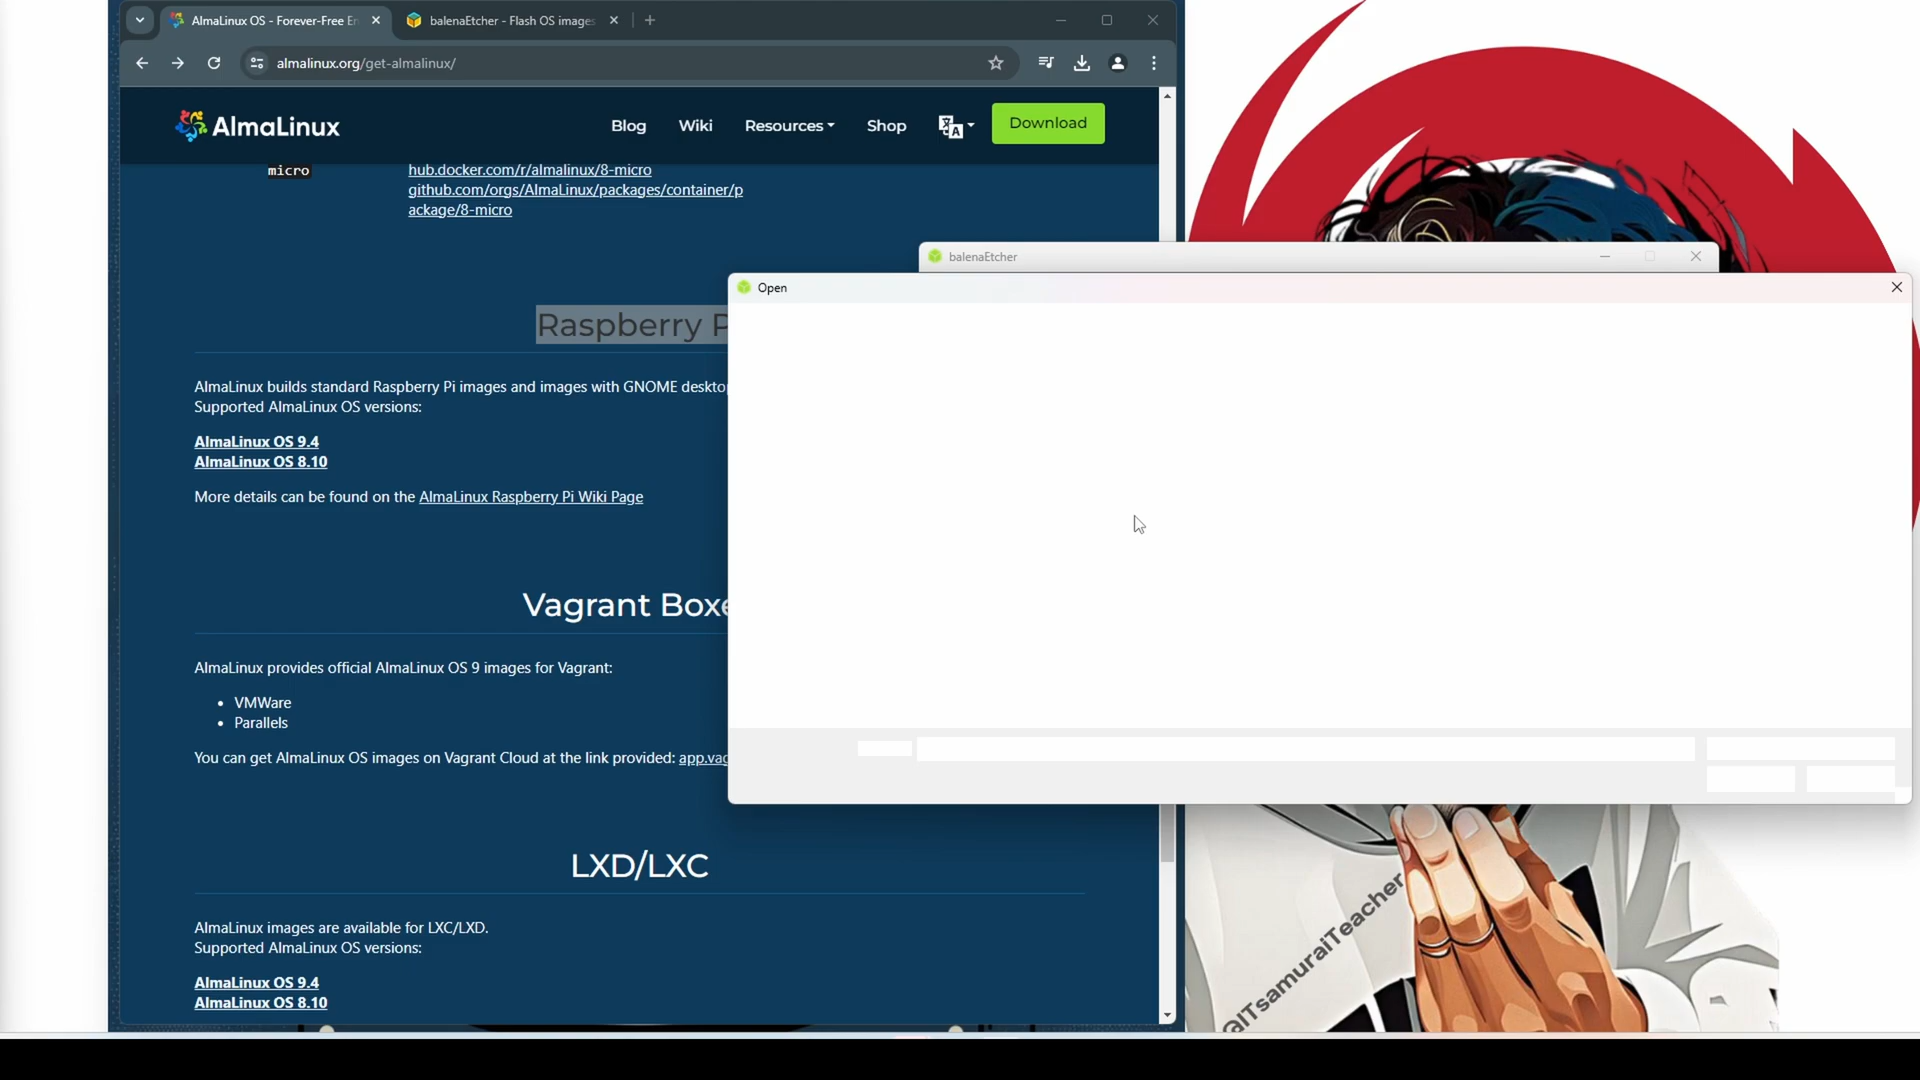 AlmaLinux OS - Forever-Free En
balenaEtcher - Flash OS images
almalinux.org/get-almalinux/
AlmaLinux
Blog
Wiki
Resources
Shop
Download
micro
hub.docker.com/r/almalinux/8-micro
github.com/orgs/AlmaLinux/packages/container/p
ackage/8-micro
balenaEtcher
Open
Raspberry P
AlmaLinux builds standard Raspberry Pi images and images with GNOME deskto
Supported AlmaLinux OS versions:
AlmaLinux OS 9.4
AlmaLinux OS 8.10
More details can be found on the AlmaLinux Raspberry Pi Wiki Page
Vagrant Boxe
AlmaLinux provides official AlmaLinux OS 9 images for Vagrant:
• VMWare
• Parallels
You can get AlmaLinux OS images on Vagrant Cloud at the link provided: app.vag
LXD/LXC
AlmaLinux images are available for LXC/LXD.
Supported AlmaLinux OS versions:
AlmaLinux OS 9.4
AlmaLinux OS 8.10
@ITsamuraiTeacher